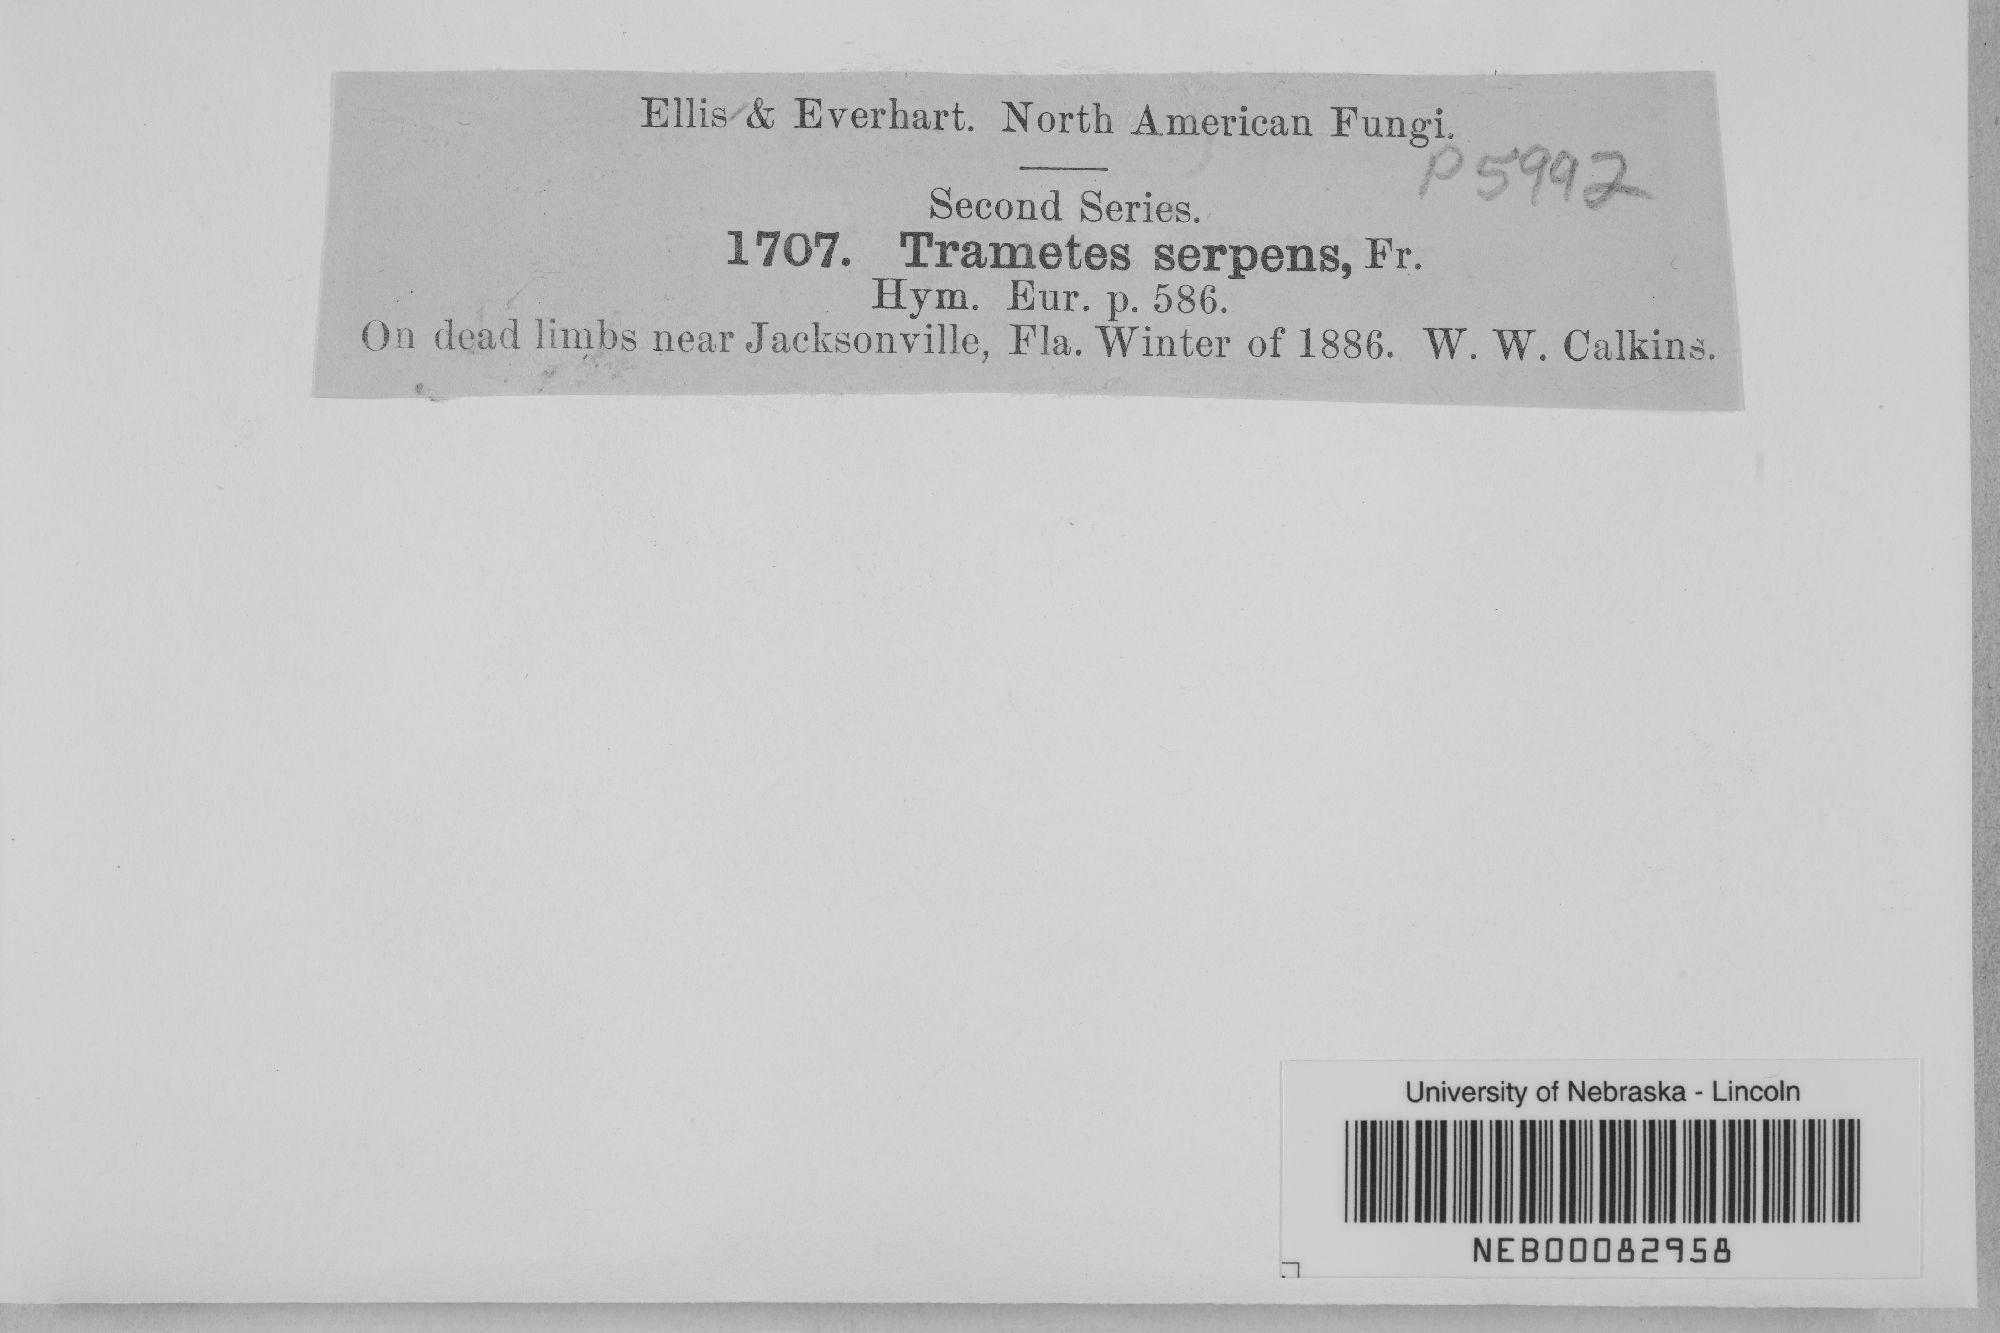 Ellis & Everhart. North American Fungi.
P5992
Second Series.
1707. Trametes serpens, Fr.
Hym. Eur. p. 586.
On dead limbs near Jacksonville, Fla. Winter of 1886. W. W. Calkins.
University of Nebraska - Lincoln
NEB00082958